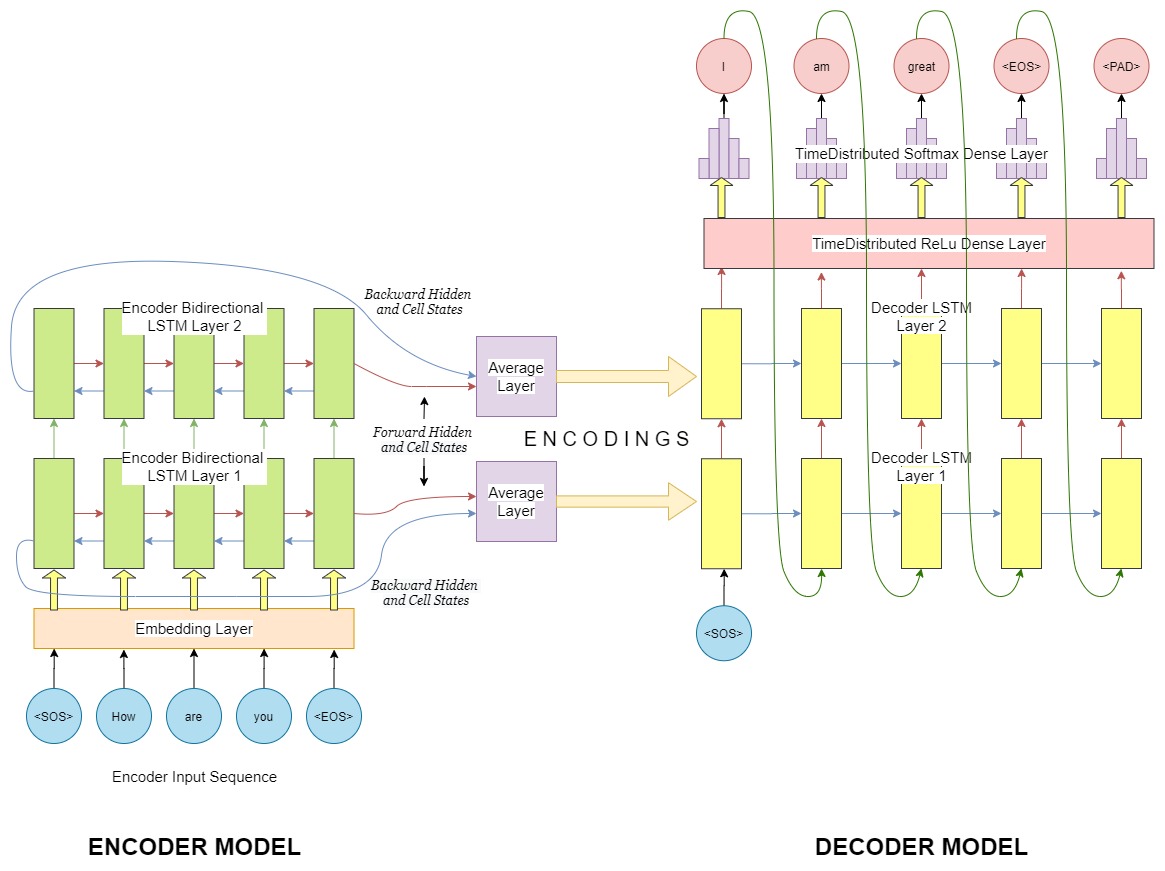 I
am
great
<EOS>
<PAD>
TimeDistributed Softmax Dense Layer
TimeDistributed ReLu Dense Layer
Backward Hidden
and Cell States
Encoder Bidirectional
LSTM Layer 2
Average
Layer
Decoder LSTM
Layer 2
Forward Hidden
and Cell States
E N C O D I N G S
Encoder Bidirectional
LSTM Layer 1
Average
Layer
Decoder LSTM
Layer 1
Backward Hidden
and Cell States
Embedding Layer
<SOS>
<SOS>
How
are
you
<EOS>
Encoder Input Sequence
ENCODER MODEL
DECODER MODEL